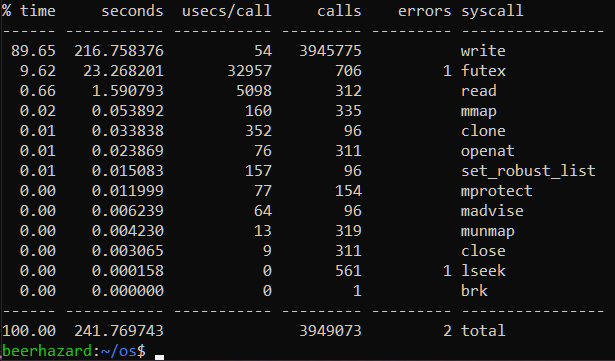 % time     seconds  usecs/call     calls    errors syscall
------ ----------- ----------- --------- --------- ----------------
 89.65  216.758376          54   3945775           write
  9.62   23.268201       32957       706         1 futex
  0.66    1.590793        5098       312           read
  0.02    0.053892         160       335           mmap
  0.01    0.033838         352        96           clone
  0.01    0.023869          76       311           openat
  0.01    0.015083         157        96           set_robust_list
  0.00    0.011999          77       154           mprotect
  0.00    0.006239          64        96           madvise
  0.00    0.004230          13       319           munmap
  0.00    0.003065           9       311           close
  0.00    0.000158           0       561         1 lseek
  0.00    0.000000           0         1           brk
------ ----------- ----------- --------- --------- ----------------
100.00  241.769743               3949073         2 total
beerhazard:~/os$